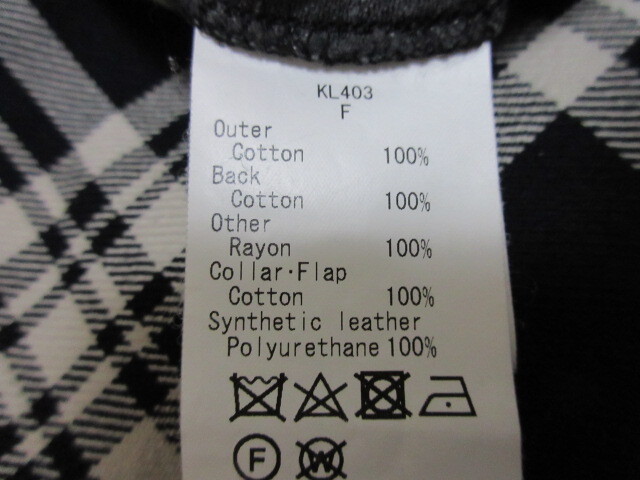 KL403
F
Outer
Cotton 100%
Back
Cotton 100%
Other
Rayon 100%
Collar·Flap
Cotton 100%
Synthetic leather
Polyurethane 100%
F W